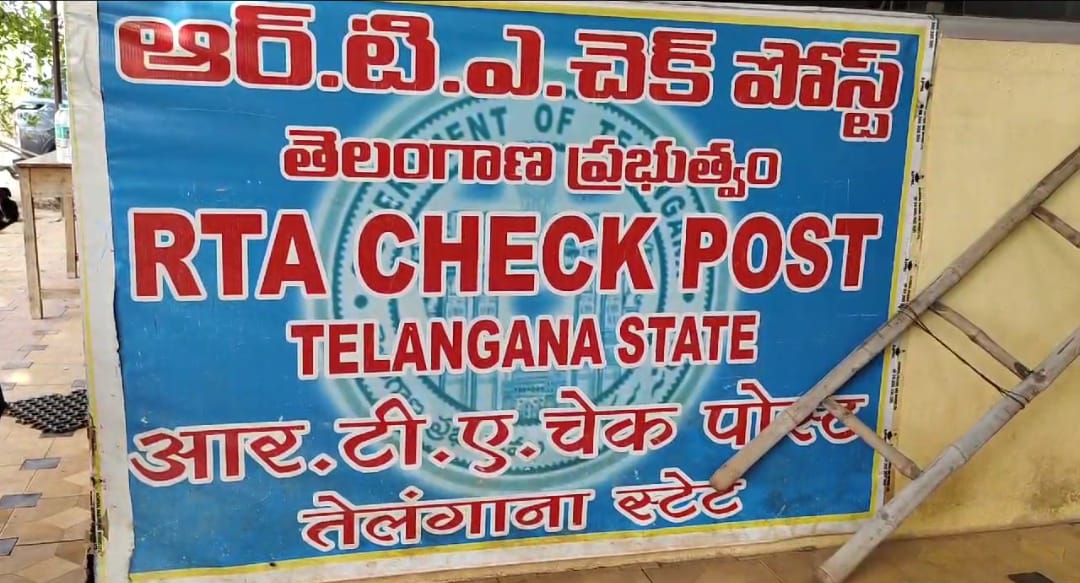 ఆర్.టి.ఎ.చెక్ పోస్ట్
తెలంగాణ ప్రభుత్వం
RTA CHECK POST
TELANGANA STATE
आर.टी.ए.चेक पोस्ट
तेलंगाना स्टेट